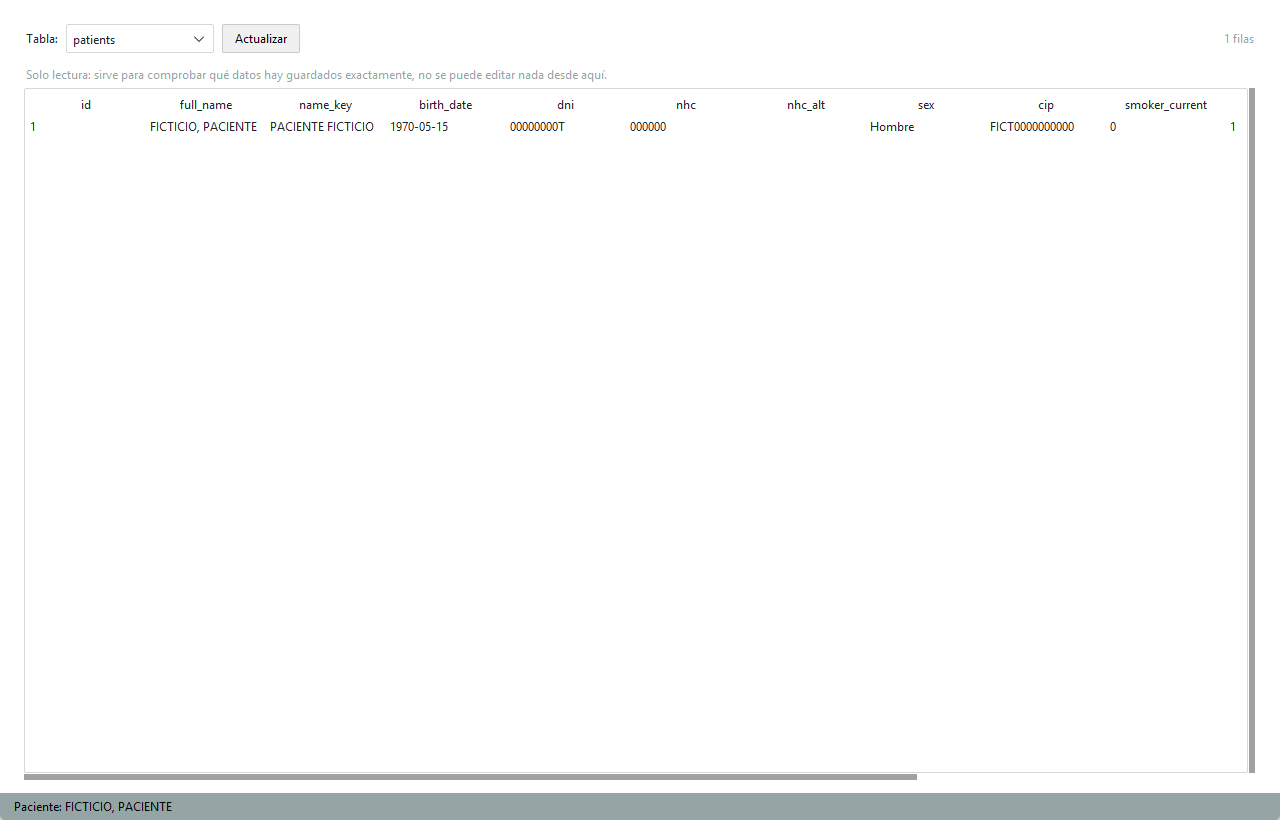 Tabla: patients Actualizar 1 filas
Solo lectura: sirve para comprobar qué datos hay guardados exactamente, no se puede editar nada desde aquí.
id full_name name_key birth_date dni nhc nhc_alt sex cip smoker_current
1 FICTICIO, PACIENTE PACIENTE FICTICIO 1970-05-15 00000000T 000000 Hombre FICT0000000000 0 1
Paciente: FICTICIO, PACIENTE